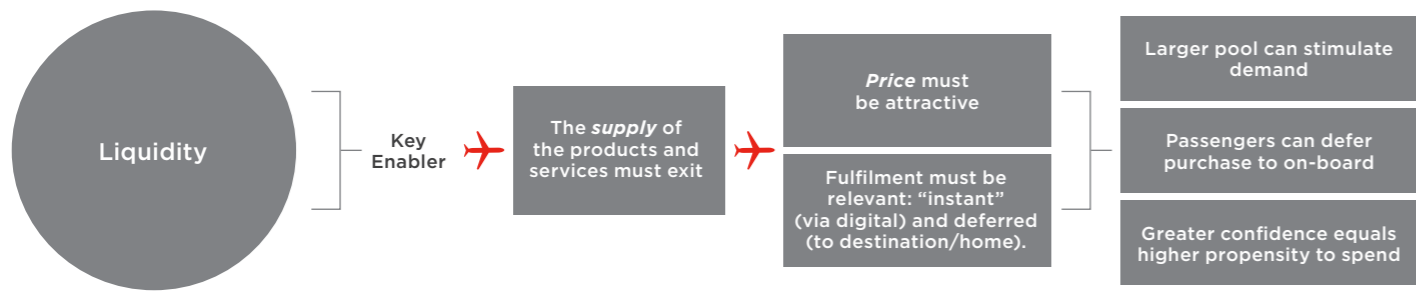 Liquidity
Key
Enabler
The supply of
the products and
services must exit
Price must
be attractive
Fulfilment must be
relevant: “instant”
(via digital) and deferred
(to destination/home).
Larger pool can stimulate
demand
Passengers can defer
purchase to on-board
Greater confidence equals
higher propensity to spend